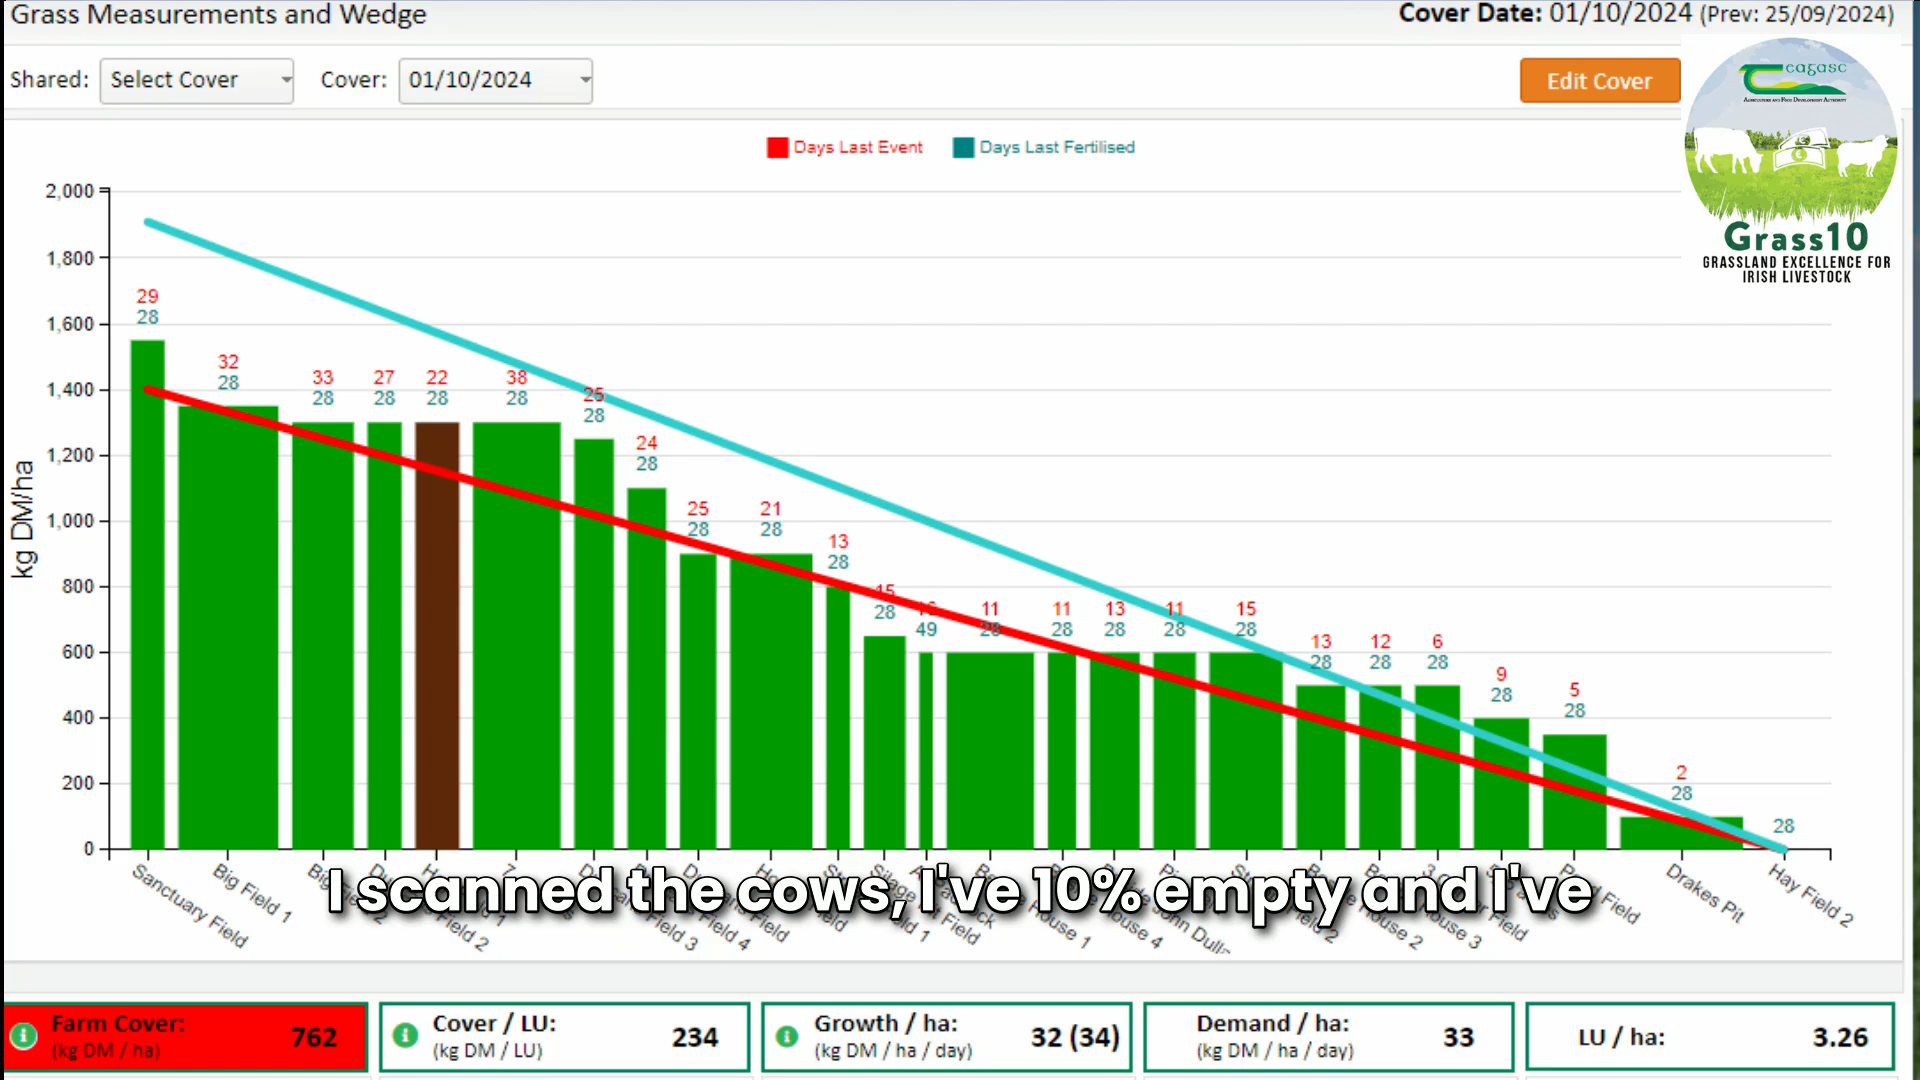 Grass Measurements and Wedge
Cover Date: 01/10/2024 (Prev: 25/09/2024)
Shared: Select Cover Cover: 01/10/2024
Edit Cover
Teagasc
Agriculture and Food Development Authority
Grass10
GRASSLAND EXCELLENCE FOR
IRISH LIVESTOCK
Days Last Event Days Last Fertilised
kg DM/ha
2,000
1,800
1,600
1,400
1,200
1,000
800
600
400
200
0
29 32 33 27 22 38 25 24 25 21 13 15 11 11 13 11 15 13 12 6 9 5 2
28 28 28 28 28 28 28 28 28 28 28 28 49 28 28 28 28 28 28 28 28 28 28 28 28
Sanctuary Field
Big Field 1
Drakes Pit
Hay Field 2
I scanned the cows, I've 10% empty and I've
Farm Cover: 762
(kg DM / ha)
Cover / LU: 234
(kg DM / LU)
Growth / ha: 32 (34)
(kg DM / ha / day)
Demand / ha: 33
(kg DM / ha / day)
LU / ha: 3.26